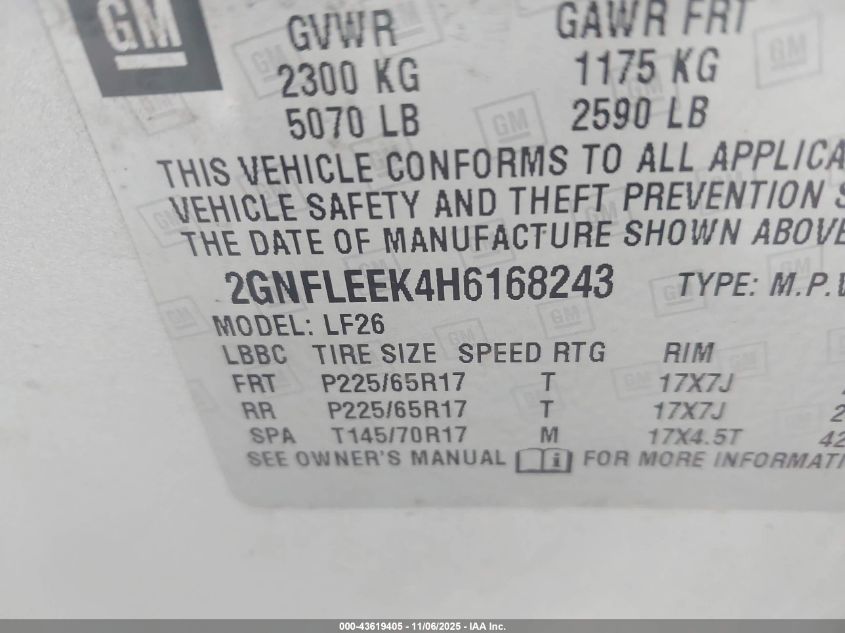 GM
GVWR GAWR FRT
2300 KG 1175 KG
5070 LB 2590 LB
THIS VEHICLE CONFORMS TO ALL
VEHICLE SAFETY AND THEFT PREVENTION
THE DATE OF MANUFACTURE SHOWN ABOVE
2GNFLEEK4H6168243 TYPE: M.P.V
MODEL: LF26
LBBC TIRE SIZE SPEED RTG RIM
FRT P225/65R17 T 17X7J
RR P225/65R17 T 17X7J 2
SPA T145/70R17 M 17X4.5T 42
SEE OWNER'S MANUAL i FOR MORE
000-43619405 - 11/06/2025 - IAA Inc.